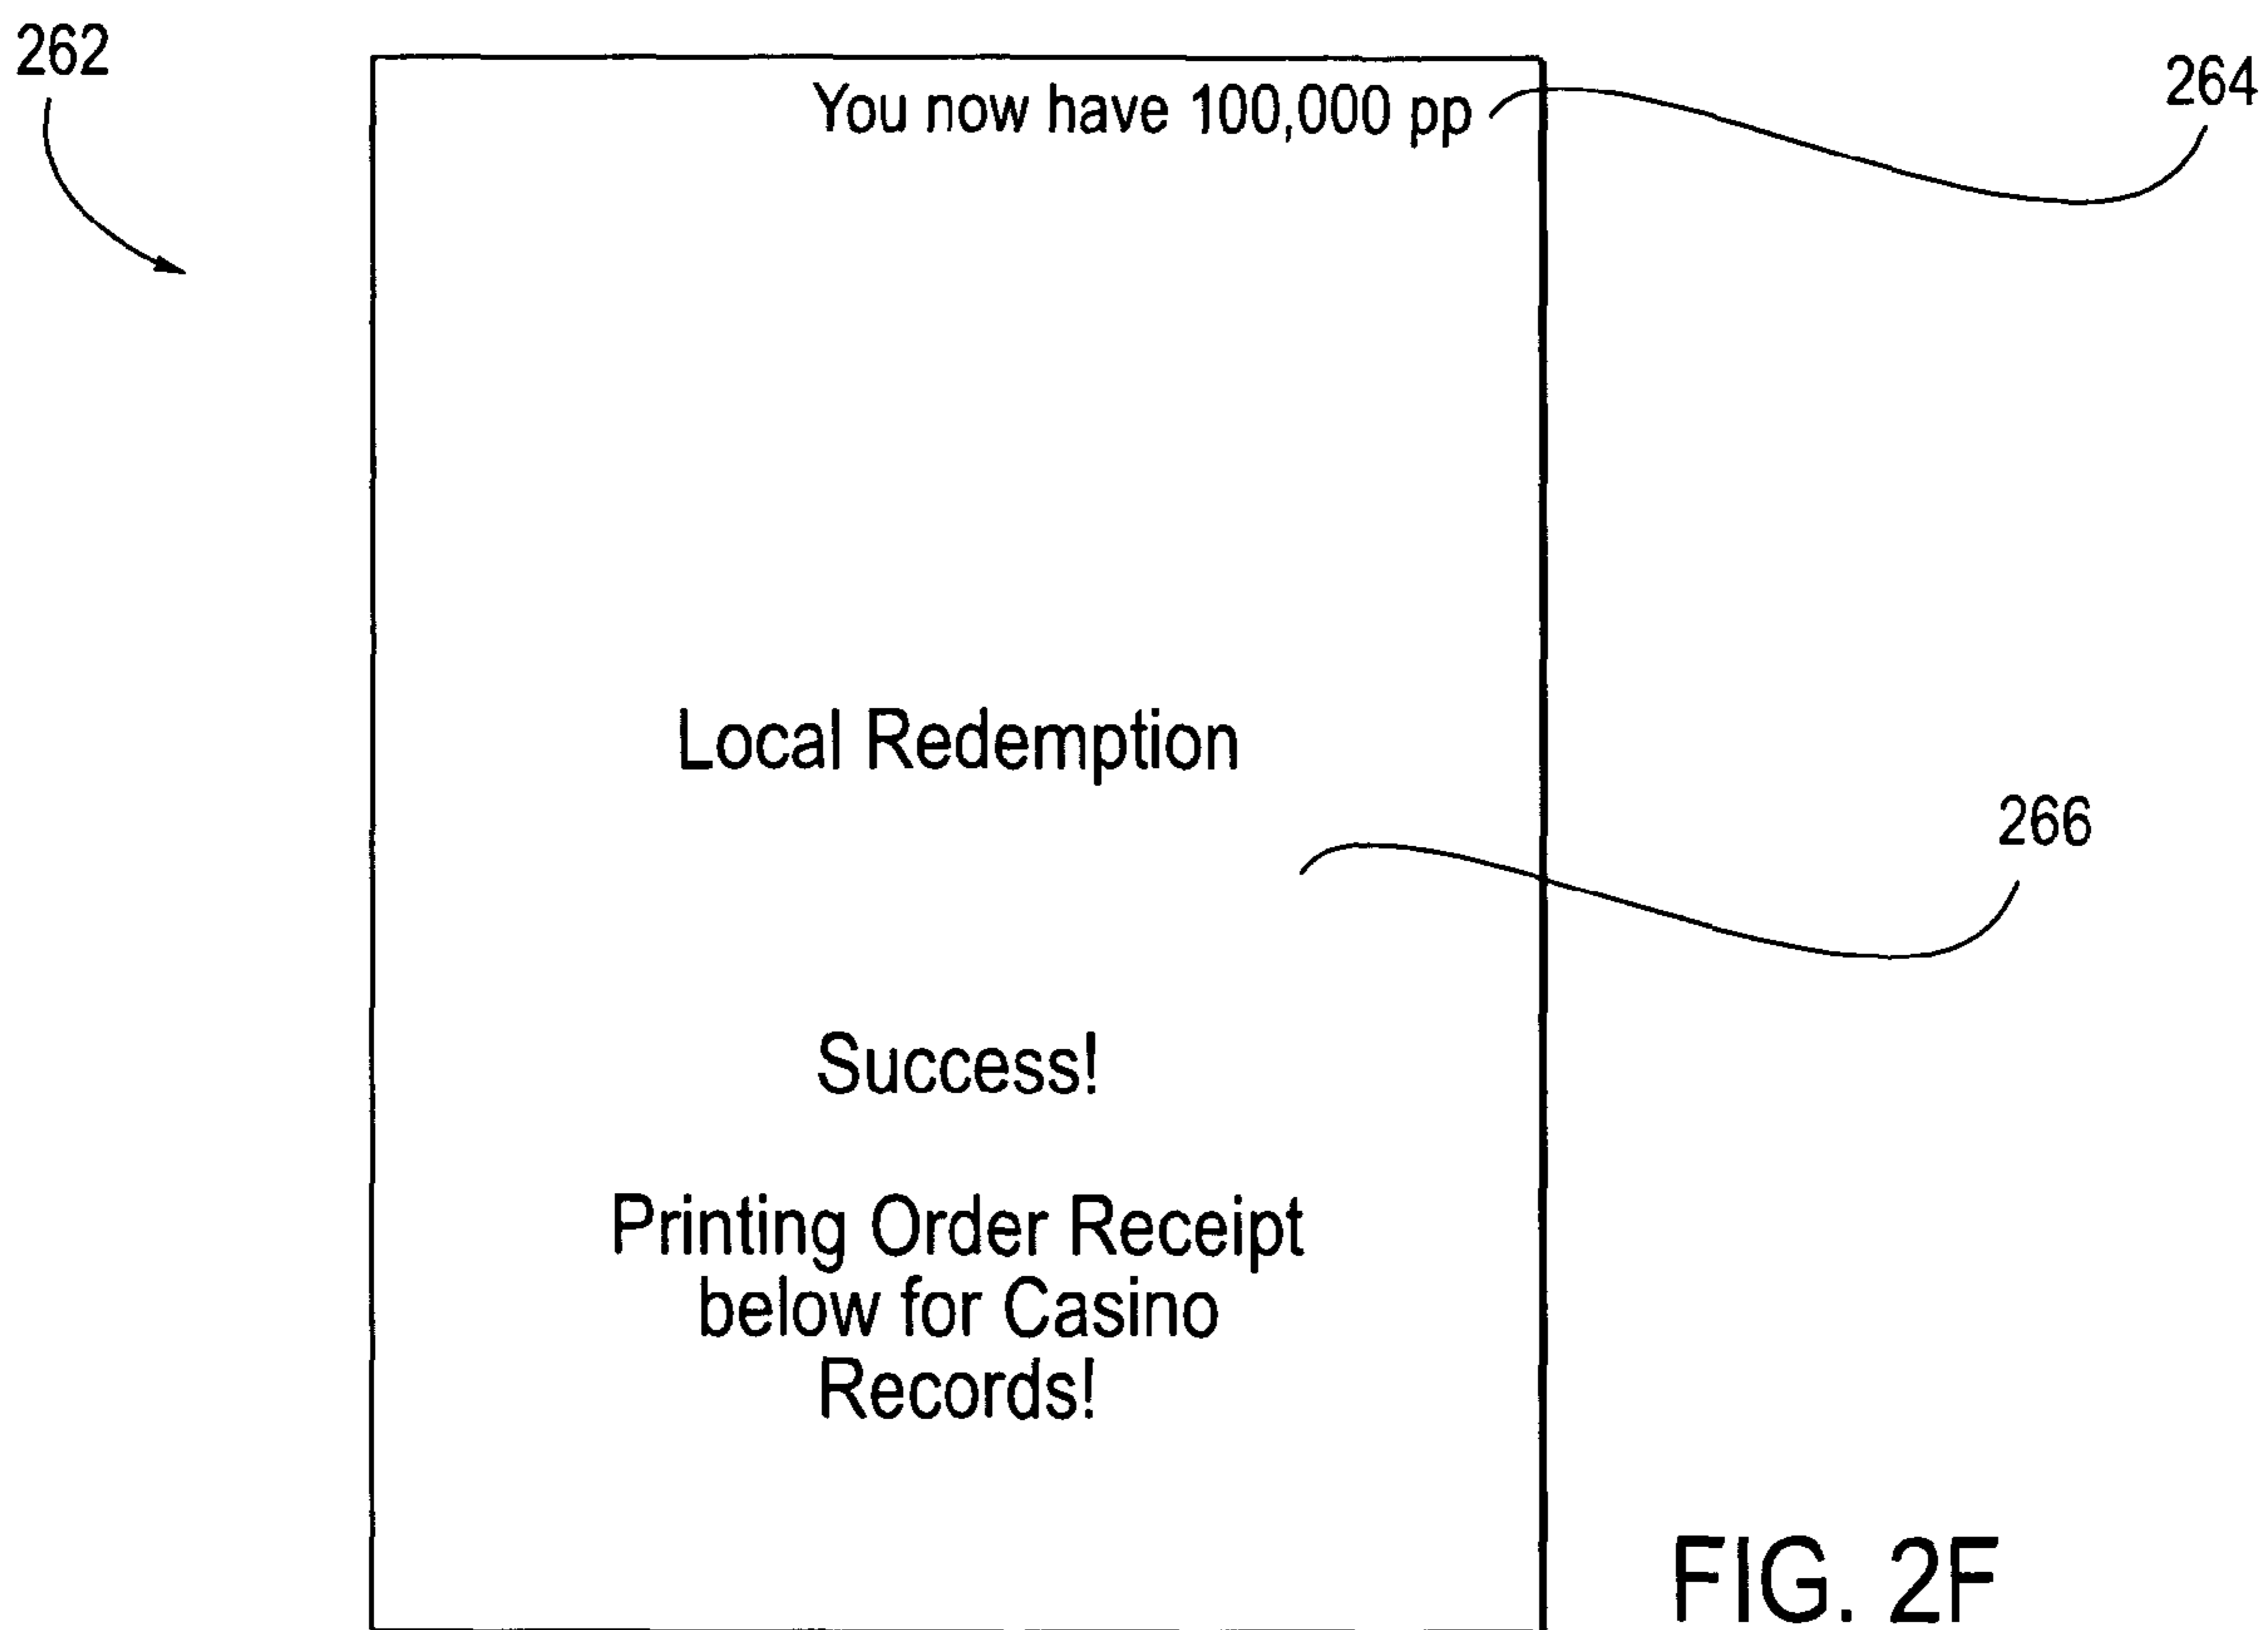 262
You now have 100,000 pp
264
Local Redemption
266
Success!
Printing Order Receipt
below for Casino
Records!
FIG. 2F